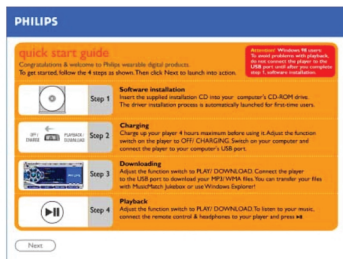 PHILIPS
quick start guide
Congratulations & welcome to Philips wearable digital products.
To get started, follow the 4 steps as shown. Then click Next to launch into action.
Attention! Windows 98 users:
To avoid problems with playback,
do not connect the player to the
USB port until after you complete
step 1, software installation.
Step 1
Software installation
Insert the supplied installation CD into your computer's CD-ROM drive.
The driver installation process is automatically launched for first-time users.
OFF /
CHARGE
PLAYBACK /
DOWNLOAD
Step 2
Charging
Charge up your player 4 hours maximum before using it. Adjust the function
switch on the player to OFF/ CHARGING. Switch on your computer and
connect the player to your computer's USB port.
Step 3
Downloading
Adjust the function switch to PLAY/ DOWNLOAD. Connect the player
to the USB port to download your MP3/ WMA files. You can transfer your files
with MusicMatch Jukebox or use Windows Explorer!
Step 4
Playback
Adjust the function switch to PLAY/ DOWNLOAD. To listen to your music,
connect the remote control & headphones to your player and press
Next